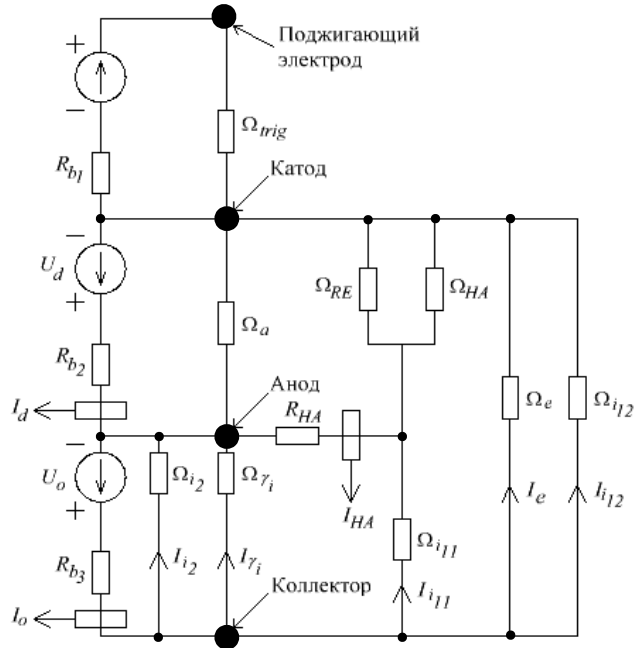 Поджигающий
электрод
+
−
Ω_trig
R_b1
Катод
−
U_d
+
Ω_RE
Ω_HA
Ω_a
R_b2
Анод
I_d
R_HA
Ω_e
Ω_i12
−
U_o
+
Ω_i2
Ω_γi
I_HA
I_e
I_i12
R_b3
I_i2
I_γi
Ω_i11
Коллектор
I_i11
I_o